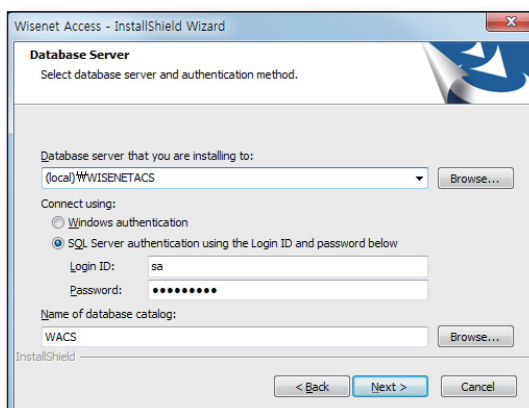 Wisenet Access - InstallShield Wizard
Database Server
Select database server and authentication method.
Database server that you are installing to:
(local)₩WISENETACS
Browse...
Connect using:
Windows authentication
SQL Server authentication using the Login ID and password below
Login ID:
sa
Password:
●●●●●●●●●
Name of database catalog:
WACS
Browse...
InstallShield
< Back
Next >
Cancel